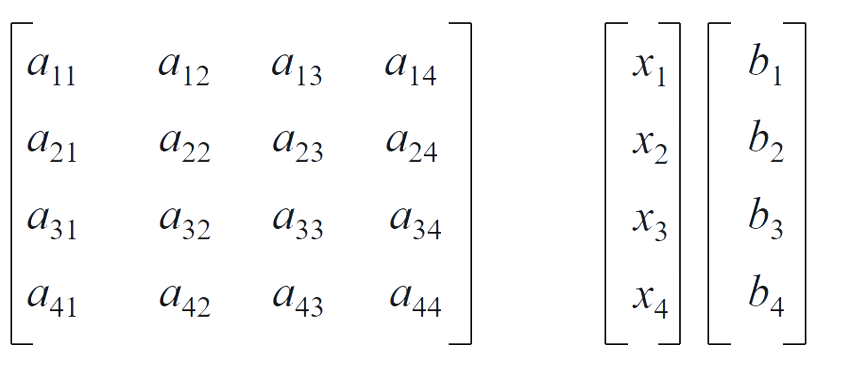 a11 a12 a13 a14 x1 b1
a21 a22 a23 a24 x2 b2
a31 a32 a33 a34 x3 b3
a41 a42 a43 a44 x4 b4